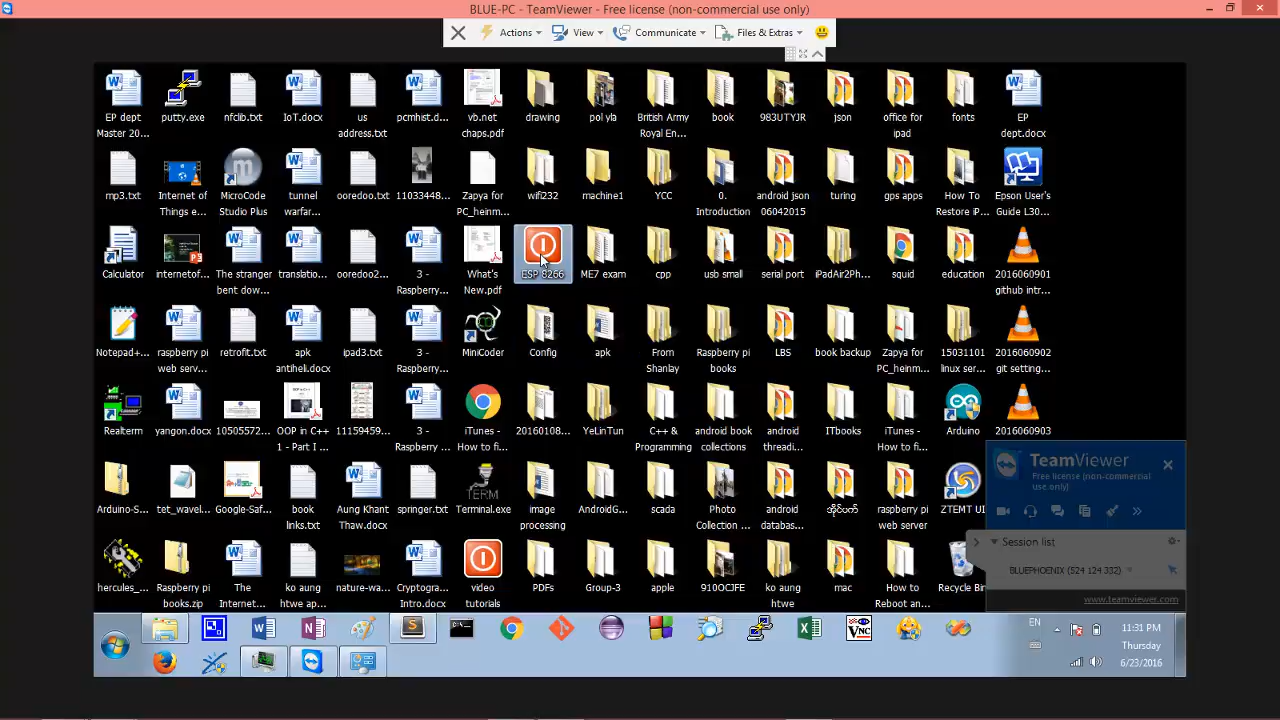 BLUE-PC - TeamViewer - Free license (non-commercial use only)
Actions View Communicate Files & Extras
EP dept Master 20...
putty.exe
nfclib.txt
IoT.docx
us address.txt
pcmhist.d...
vb.net chaps.pdf
drawing
pol yla
British Army Royal En...
book
983UTYJR
json
office for ipad
fonts
EP dept.docx
mp3.txt
Internet of Things e...
MicroCode Studio Plus
tunnel warfar...
ooredoo.txt
11033448...
Zapya for PC_heinm...
wifi232
machine1
YCC
0. Introduction
android json 06042015
turing
gps apps
How To Restore iP...
Epson User's Guide L30...
Calculator
internetof...
The stranger bent dow...
translatio...
ooredoo2...
3 - Raspberry...
What's New.pdf
ESP 8266
ME7 exam
cpp
usb small
serial port
iPadAir2Ph...
squid
education
2016060901 github intr...
Notepad+...
raspberry pi web serv...
retrofit.txt
apk antiheli.docx
ipad3.txt
3 - Raspberry...
MiniCoder
Config
apk
From Shanlay
Raspberry pi books
LBS
book backup
Zapya for PC_heinm...
15031101 linux ser...
2016060902 git setting...
Realterm
yangon.docx
10505572...
OOP in C++ 1 - Part I ...
11159459...
3 - Raspberry ...
iTunes - How to fi...
20160108...
YeLinTun
C++ & Programming
android book collections
android threadi...
ITbooks
iTunes - How to fi...
Arduino
2016060903
Arduino-S...
tet_wavel...
Google-Saf...
book links.txt
Aung Khant Thaw.docx
springer.txt
TERM
Terminal.exe
image processing
AndroidG...
scada
Photo Collection ...
android databas...
raspberry pi web server
ZTEMT UI
hercules_...
Raspberry pi books.zip
The Internet...
ko aung htwe ap...
nature-wa...
Cryptogra... Intro.docx
video tutorials
PDFs
Group-3
apple
910OCJFE
ko aung htwe
mac
How to Reboot an...
Recycle Bin
TeamViewer
Free license (non-commercial use only)
Session list
BLUEPHOENIX (524 124 332)
www.teamviewer.com
EN
11:31 PM
Thursday
6/23/2016